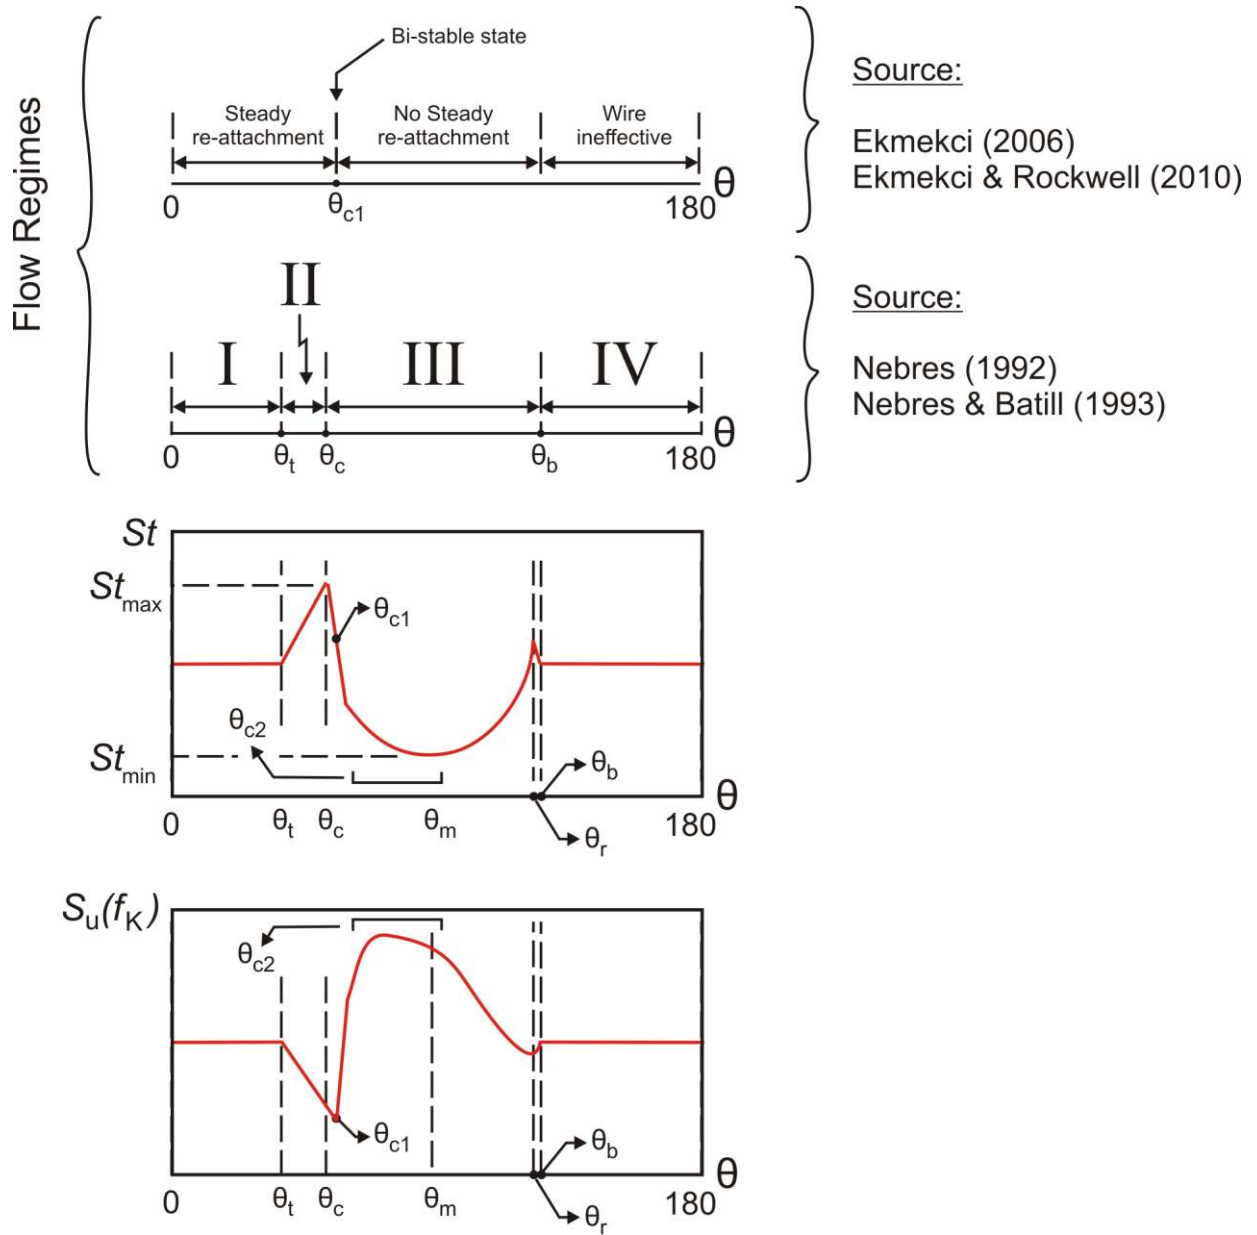 Flow Regimes
Bi-stable state
Steady
re-attachment
No Steady
re-attachment
Wire
ineffective
0
θc1
180
θ
Source:
Ekmekci (2006)
Ekmekci & Rockwell (2010)
I
II
III
IV
0
θt
θc
θb
180
θ
Source:
Nebres (1992)
Nebres & Batill (1993)
St
Stmax
θc1
θc2
Stmin
θb
θ
0
θt
θc
θm
θr
180
Su(fK)
θc2
θc1
θb
θ
0
θt
θc
θm
θr
180